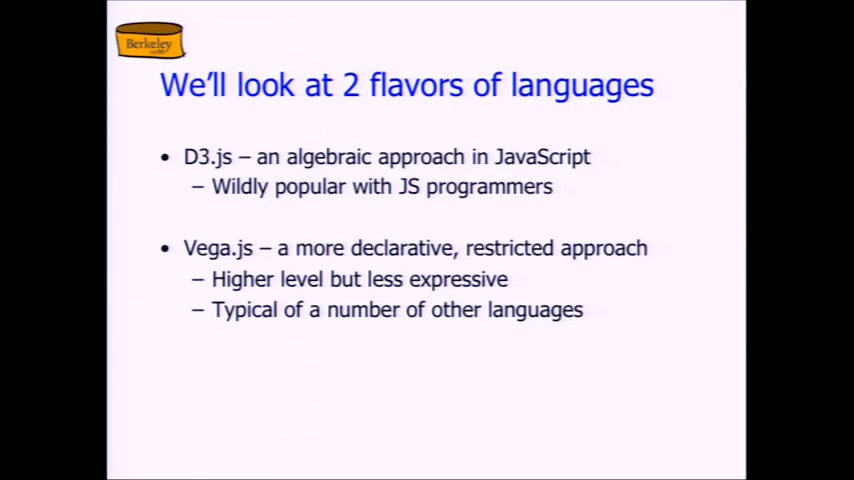 Berkeley
We'll look at 2 flavors of languages
• D3.js – an algebraic approach in JavaScript
– Wildly popular with JS programmers
• Vega.js – a more declarative, restricted approach
– Higher level but less expressive
– Typical of a number of other languages